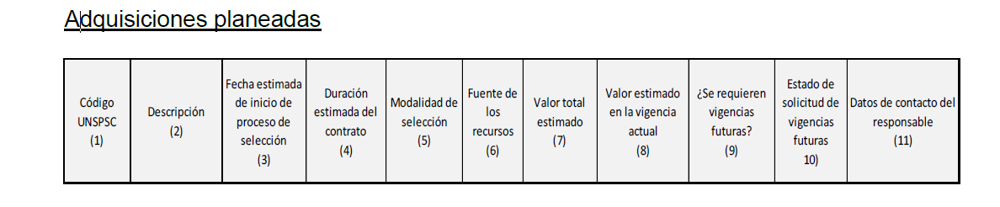 Adquisiciones planeadas
Código
UNSPSC
(1)
Descripción
(2)
Fecha estimada
de inicio de
proceso de
selección
(3)
Duración
estimada del
contrato
(4)
Modalidad de
selección
(5)
Fuente de
los
recursos
(6)
Valor total
estimado
(7)
Valor estimado
en la vigencia
actual
(8)
¿Se requieren
vigencias
futuras?
(9)
Estado de
solicitud de
vigencias
futuras
10)
Datos de contacto del
responsable
(11)